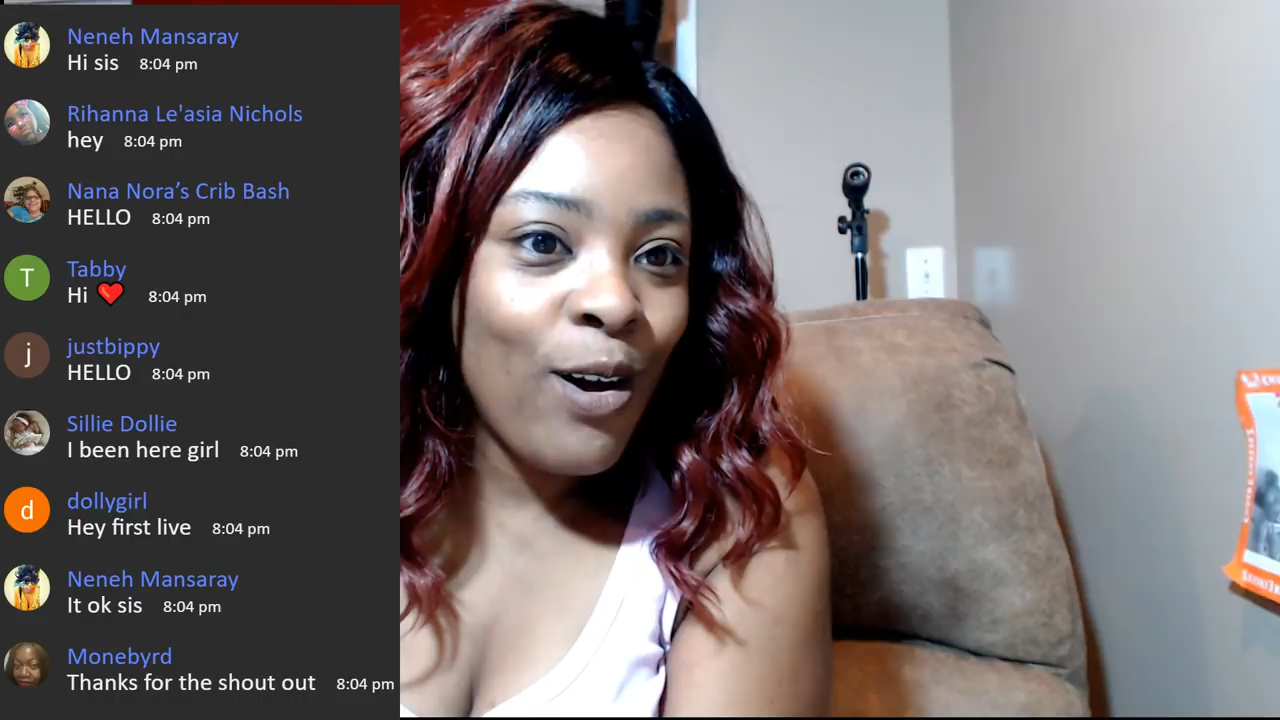 Neneh Mansaray
Hi sis 8:04 pm
Rihanna Le'asia Nichols
hey 8:04 pm
Nana Nora’s Crib Bash
HELLO 8:04 pm
T
Tabby
Hi ❤️ 8:04 pm
j
justbippy
HELLO 8:04 pm
Sillie Dollie
I been here girl 8:04 pm
d
dollygirl
Hey first live 8:04 pm
Neneh Mansaray
It ok sis 8:04 pm
Monebyrd
Thanks for the shout out 8:04 pm